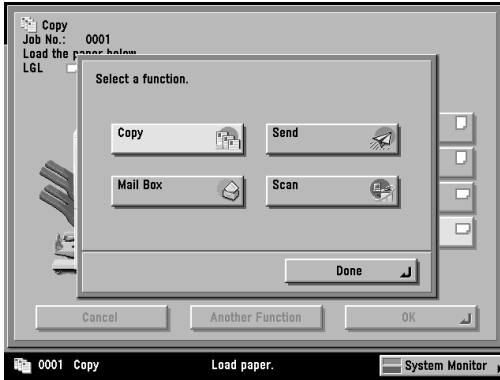 Copy
Job No.: 0001
Load the paper below
LGL
Select a function.
Copy
Send
Mail Box
Scan
Done
Cancel
Another Function
OK
0001 Copy
Load paper.
System Monitor